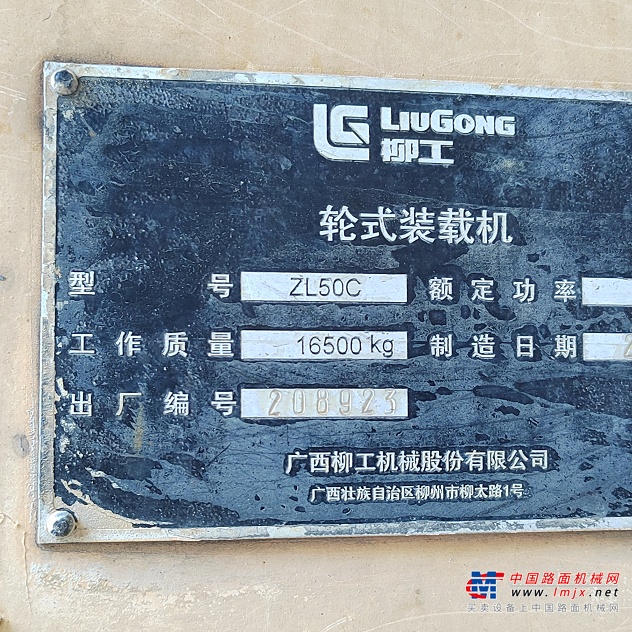 LG LIUGONG
柳工
轮式装载机
型号 ZL50C 额定功率
工作质量 16500 kg 制造日期 2
出厂编号 208923
广西柳工机械股份有限公司
广西壮族自治区柳州市柳太路1号
中国路面机械网
www.lmjx.net
买卖设备上中国路面机械网